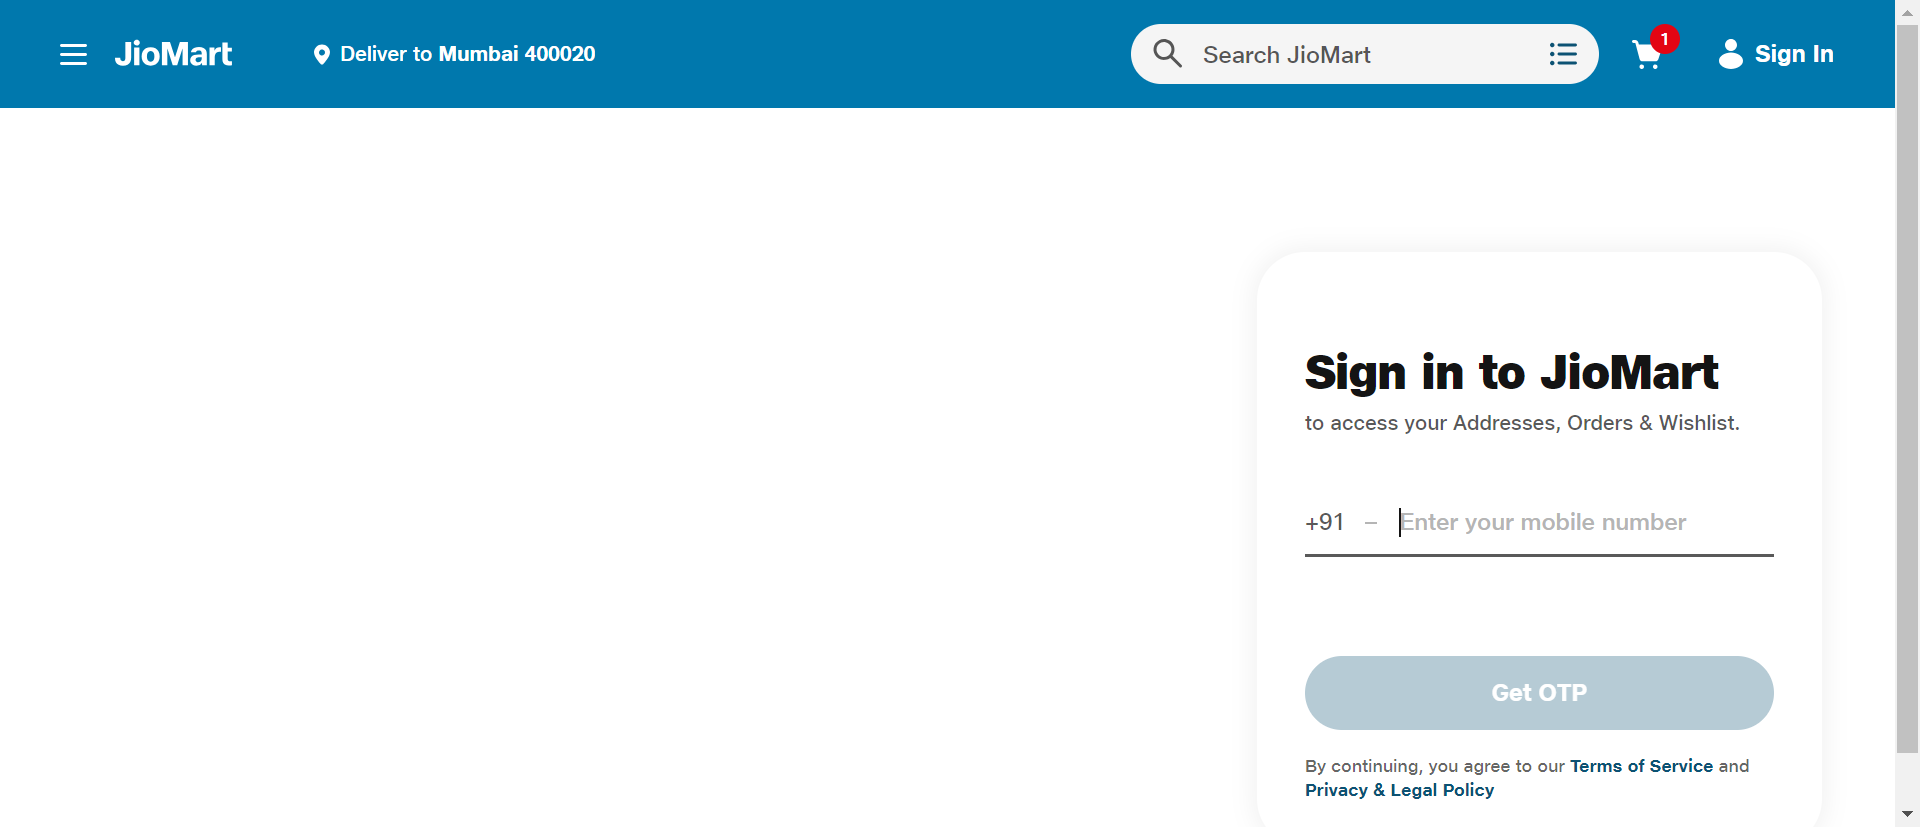 JioMart
Deliver to Mumbai 400020
Search JioMart
1
Sign In
Sign in to JioMart
to access your Addresses, Orders & Wishlist.
+91 – Enter your mobile number
Get OTP
By continuing, you agree to our Terms of Service and
Privacy & Legal Policy